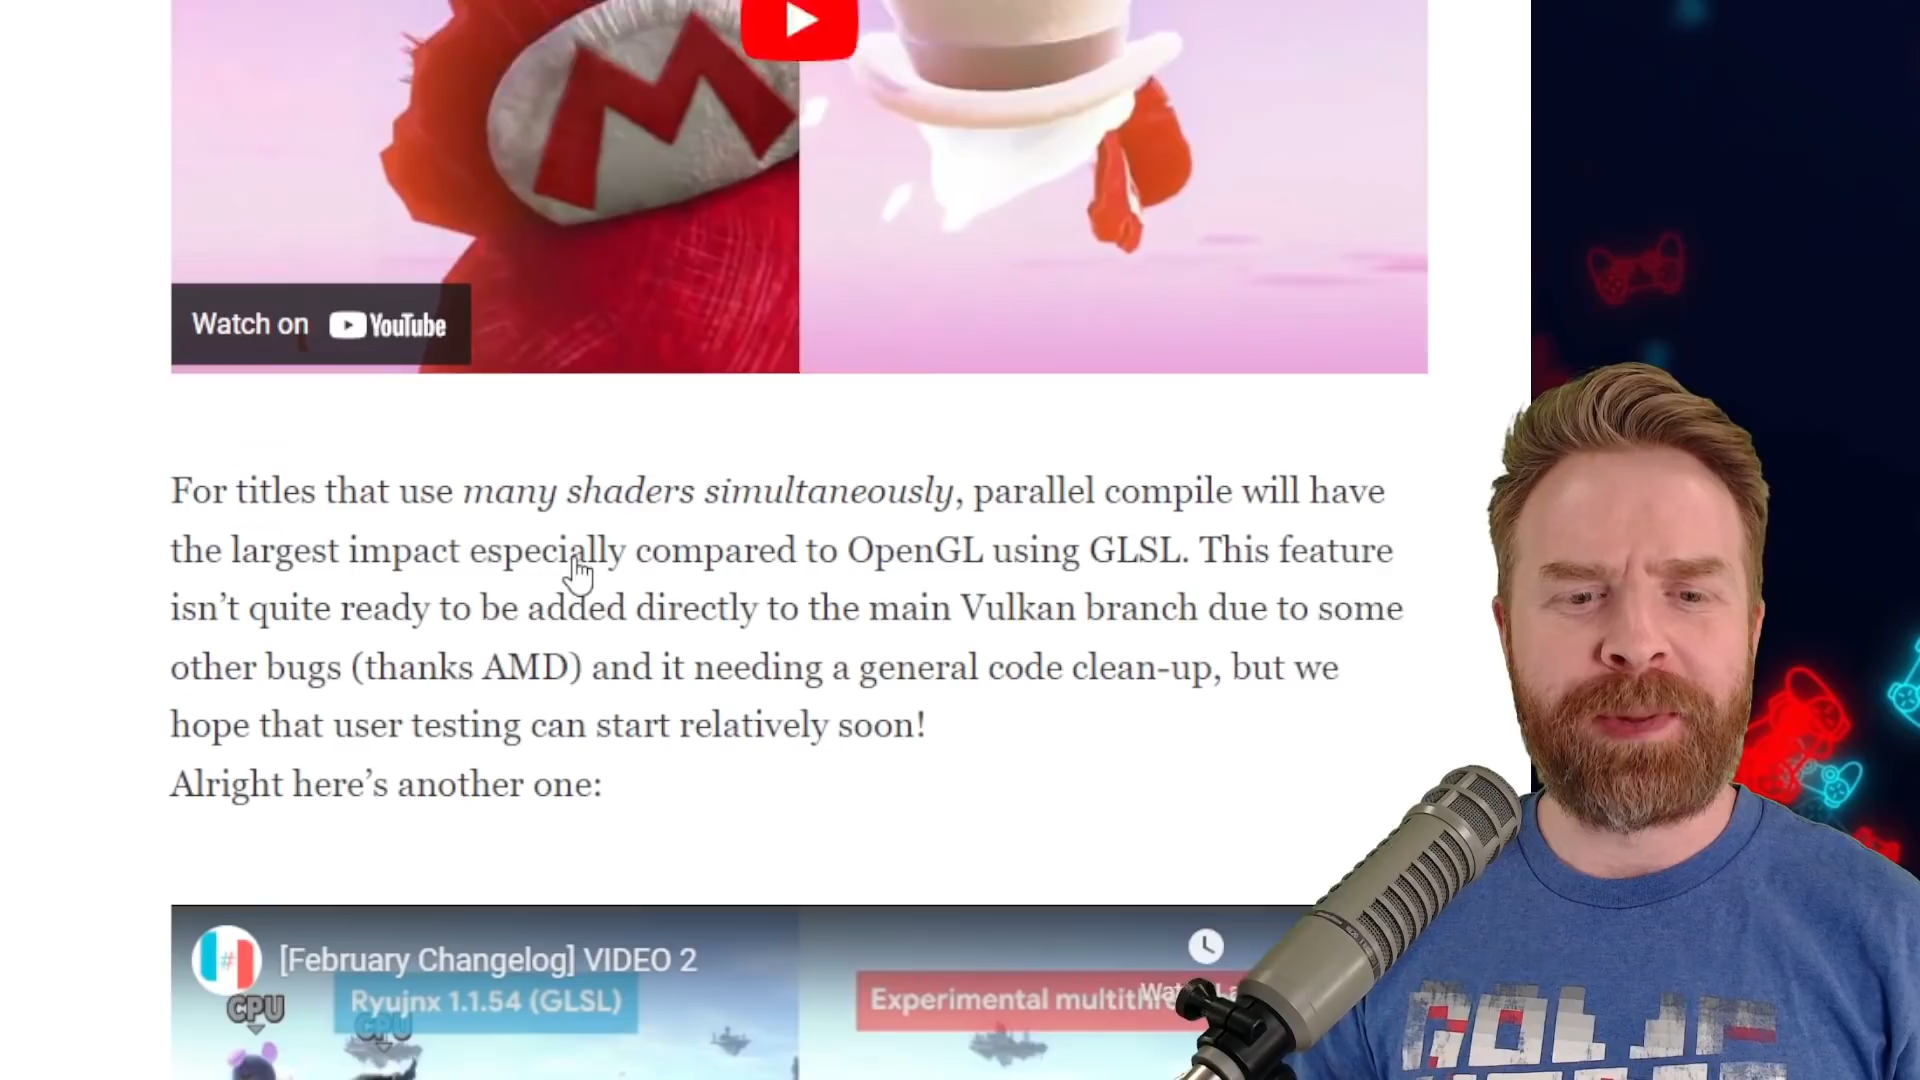 M
Watch on YouTube
For titles that use many shaders simultaneously, parallel compile will have
the largest impact especially compared to OpenGL using GLSL. This feature
isn’t quite ready to be added directly to the main Vulkan branch due to some
other bugs (thanks AMD) and it needing a general code clean-up, but we
hope that user testing can start relatively soon!
Alright here’s another one:
#
[February Changelog] VIDEO 2
CPU
Ryujnx 1.1.54 (GLSL)
CPU
Experimental